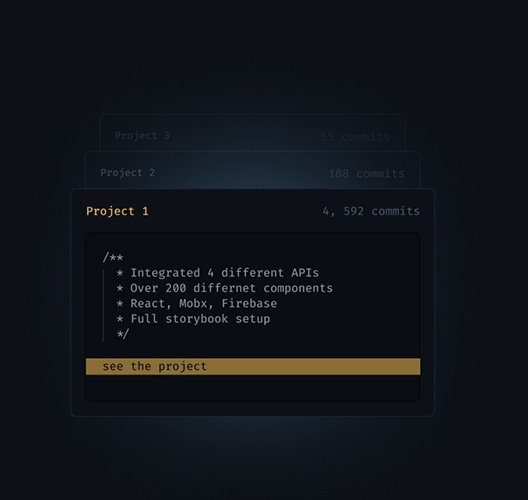 Project 3 55 commits
Project 2 188 commits
Project 1 4, 592 commits
/**
* Integrated 4 different APIs
* Over 200 differnet components
* React, Mobx, Firebase
* Full storybook setup
*/
see the project